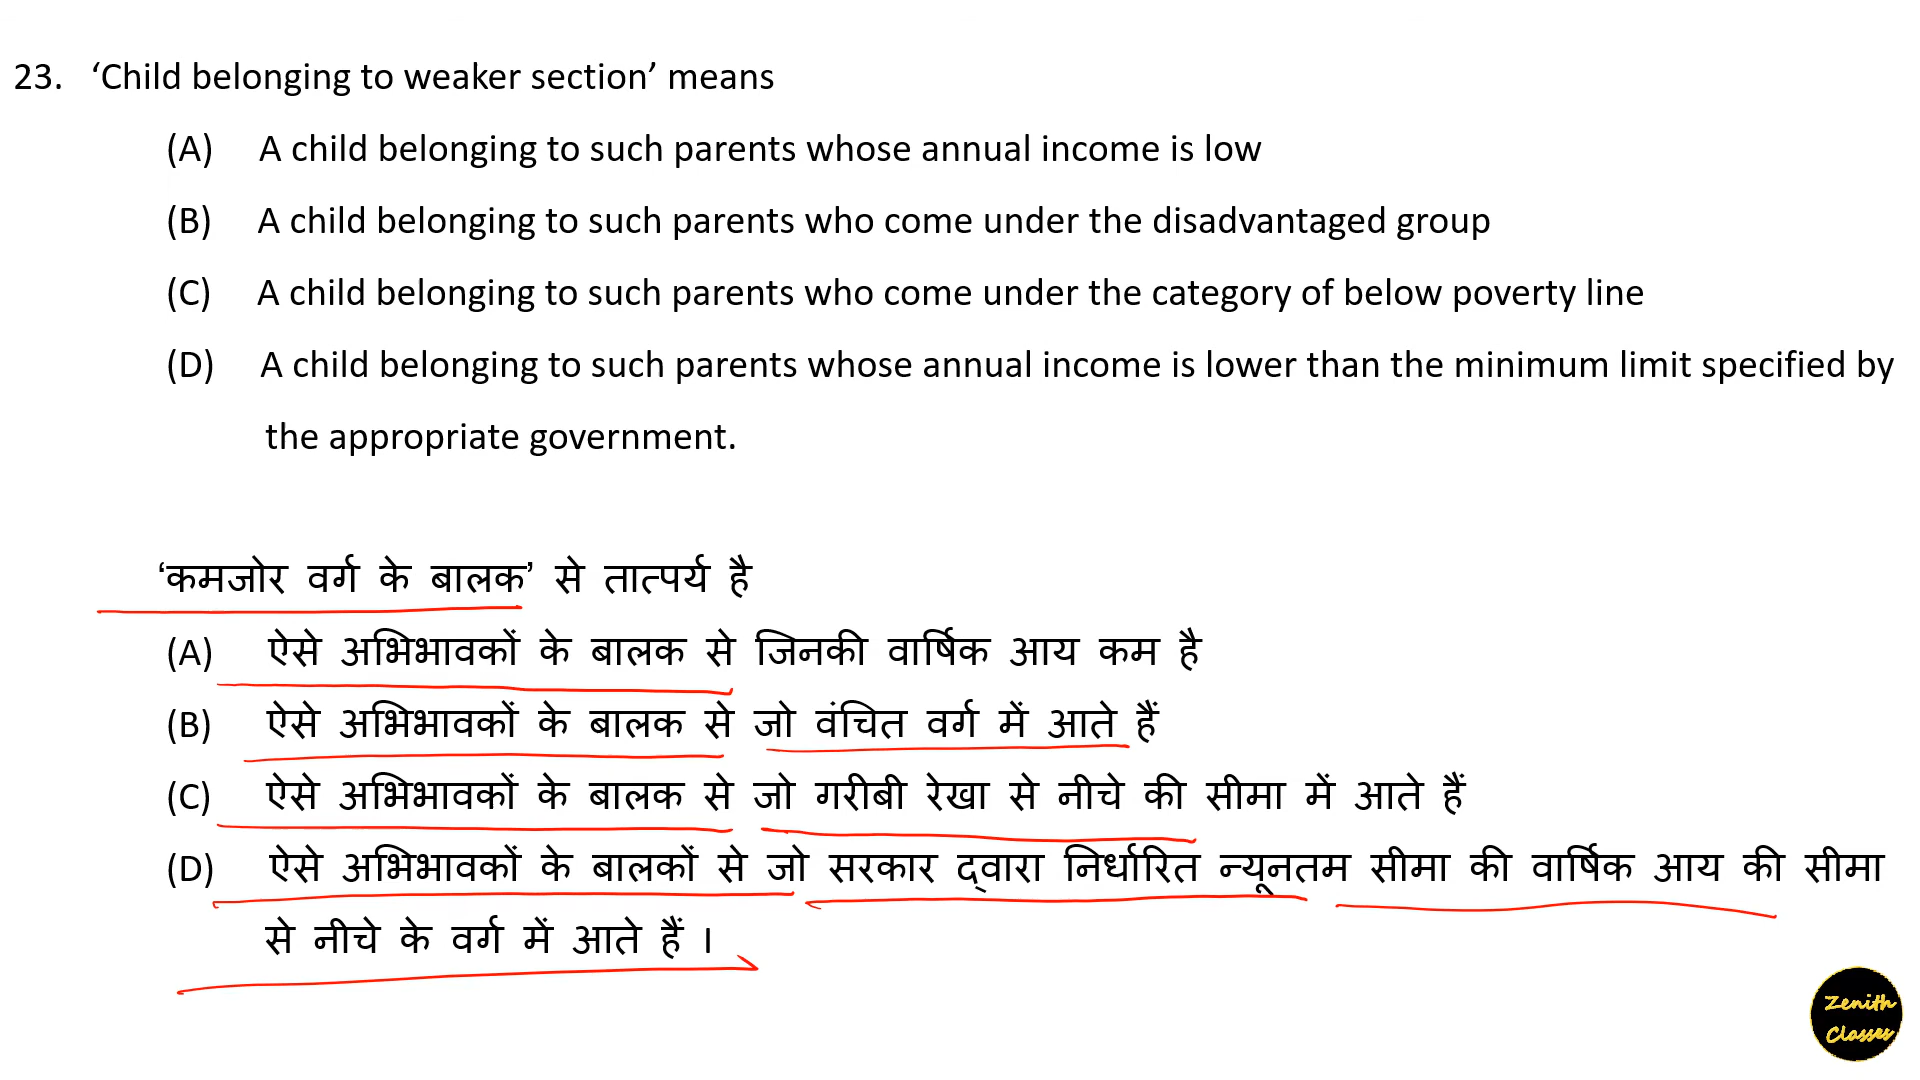 23. ‘Child belonging to weaker section’ means
(A) A child belonging to such parents whose annual income is low
(B) A child belonging to such parents who come under the disadvantaged group
(C) A child belonging to such parents who come under the category of below poverty line
(D) A child belonging to such parents whose annual income is lower than the minimum limit specified by
the appropriate government.
‘कमजोर वर्ग के बालक’ से तात्पर्य है
(A) ऐसे अभिभावकों के बालक से जिनकी वार्षिक आय कम है
(B) ऐसे अभिभावकों के बालक से जो वंचित वर्ग में आते हैं
(C) ऐसे अभिभावकों के बालक से जो गरीबी रेखा से नीचे की सीमा में आते हैं
(D) ऐसे अभिभावकों के बालकों से जो सरकार द्वारा निर्धारित न्यूनतम सीमा की वार्षिक आय की सीमा
से नीचे के वर्ग में आते हैं ।
Zenith
Classes